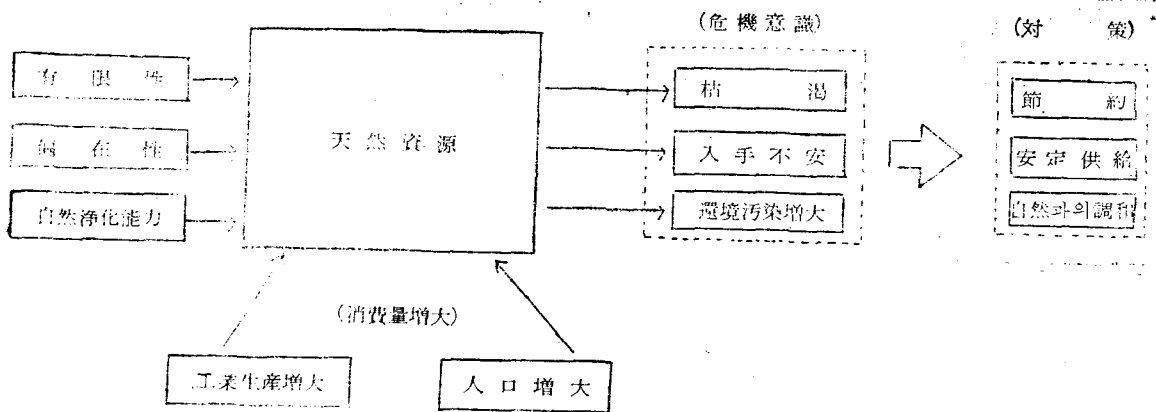 (危機意識)
(対 策)
有限性
偏在性
自然浄化能力
天然資源
枯渇
入手不安
環境汚染増大
節約
安定供給
自然과의調和
(消費量増大)
工業生産増大
人口増大